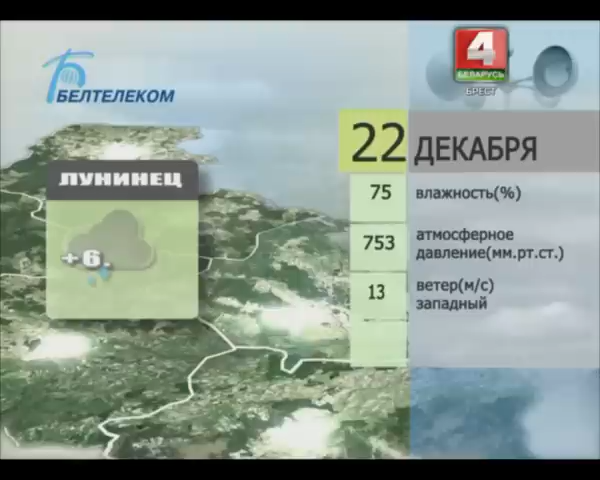 БЕЛТЕЛЕКОМ
4
БЕЛАРУСЬ
БРЕСТ
22 ДЕКАБРЯ
ЛУНИНЕЦ
+6
75 влажность(%)
753 атмосферное
давление(мм.рт.ст.)
13 ветер(м/с)
западный